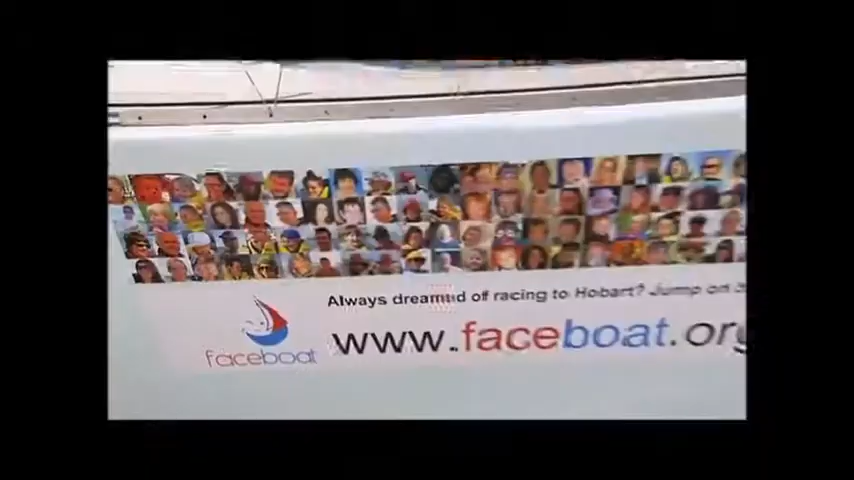 Always dreamed of racing to Hobart? Jump on
faceboat
www.faceboat.org